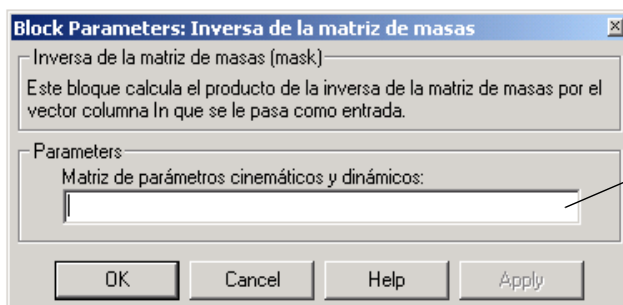 Block Parameters: Inversa de la matriz de masas
Inversa de la matriz de masas (mask)
Este bloque calcula el producto de la inversa de la matriz de masas por el
vector columna In que se le pasa como entrada.
Parameters
Matriz de parámetros cinemáticos y dinámicos:
OK Cancel Help Apply